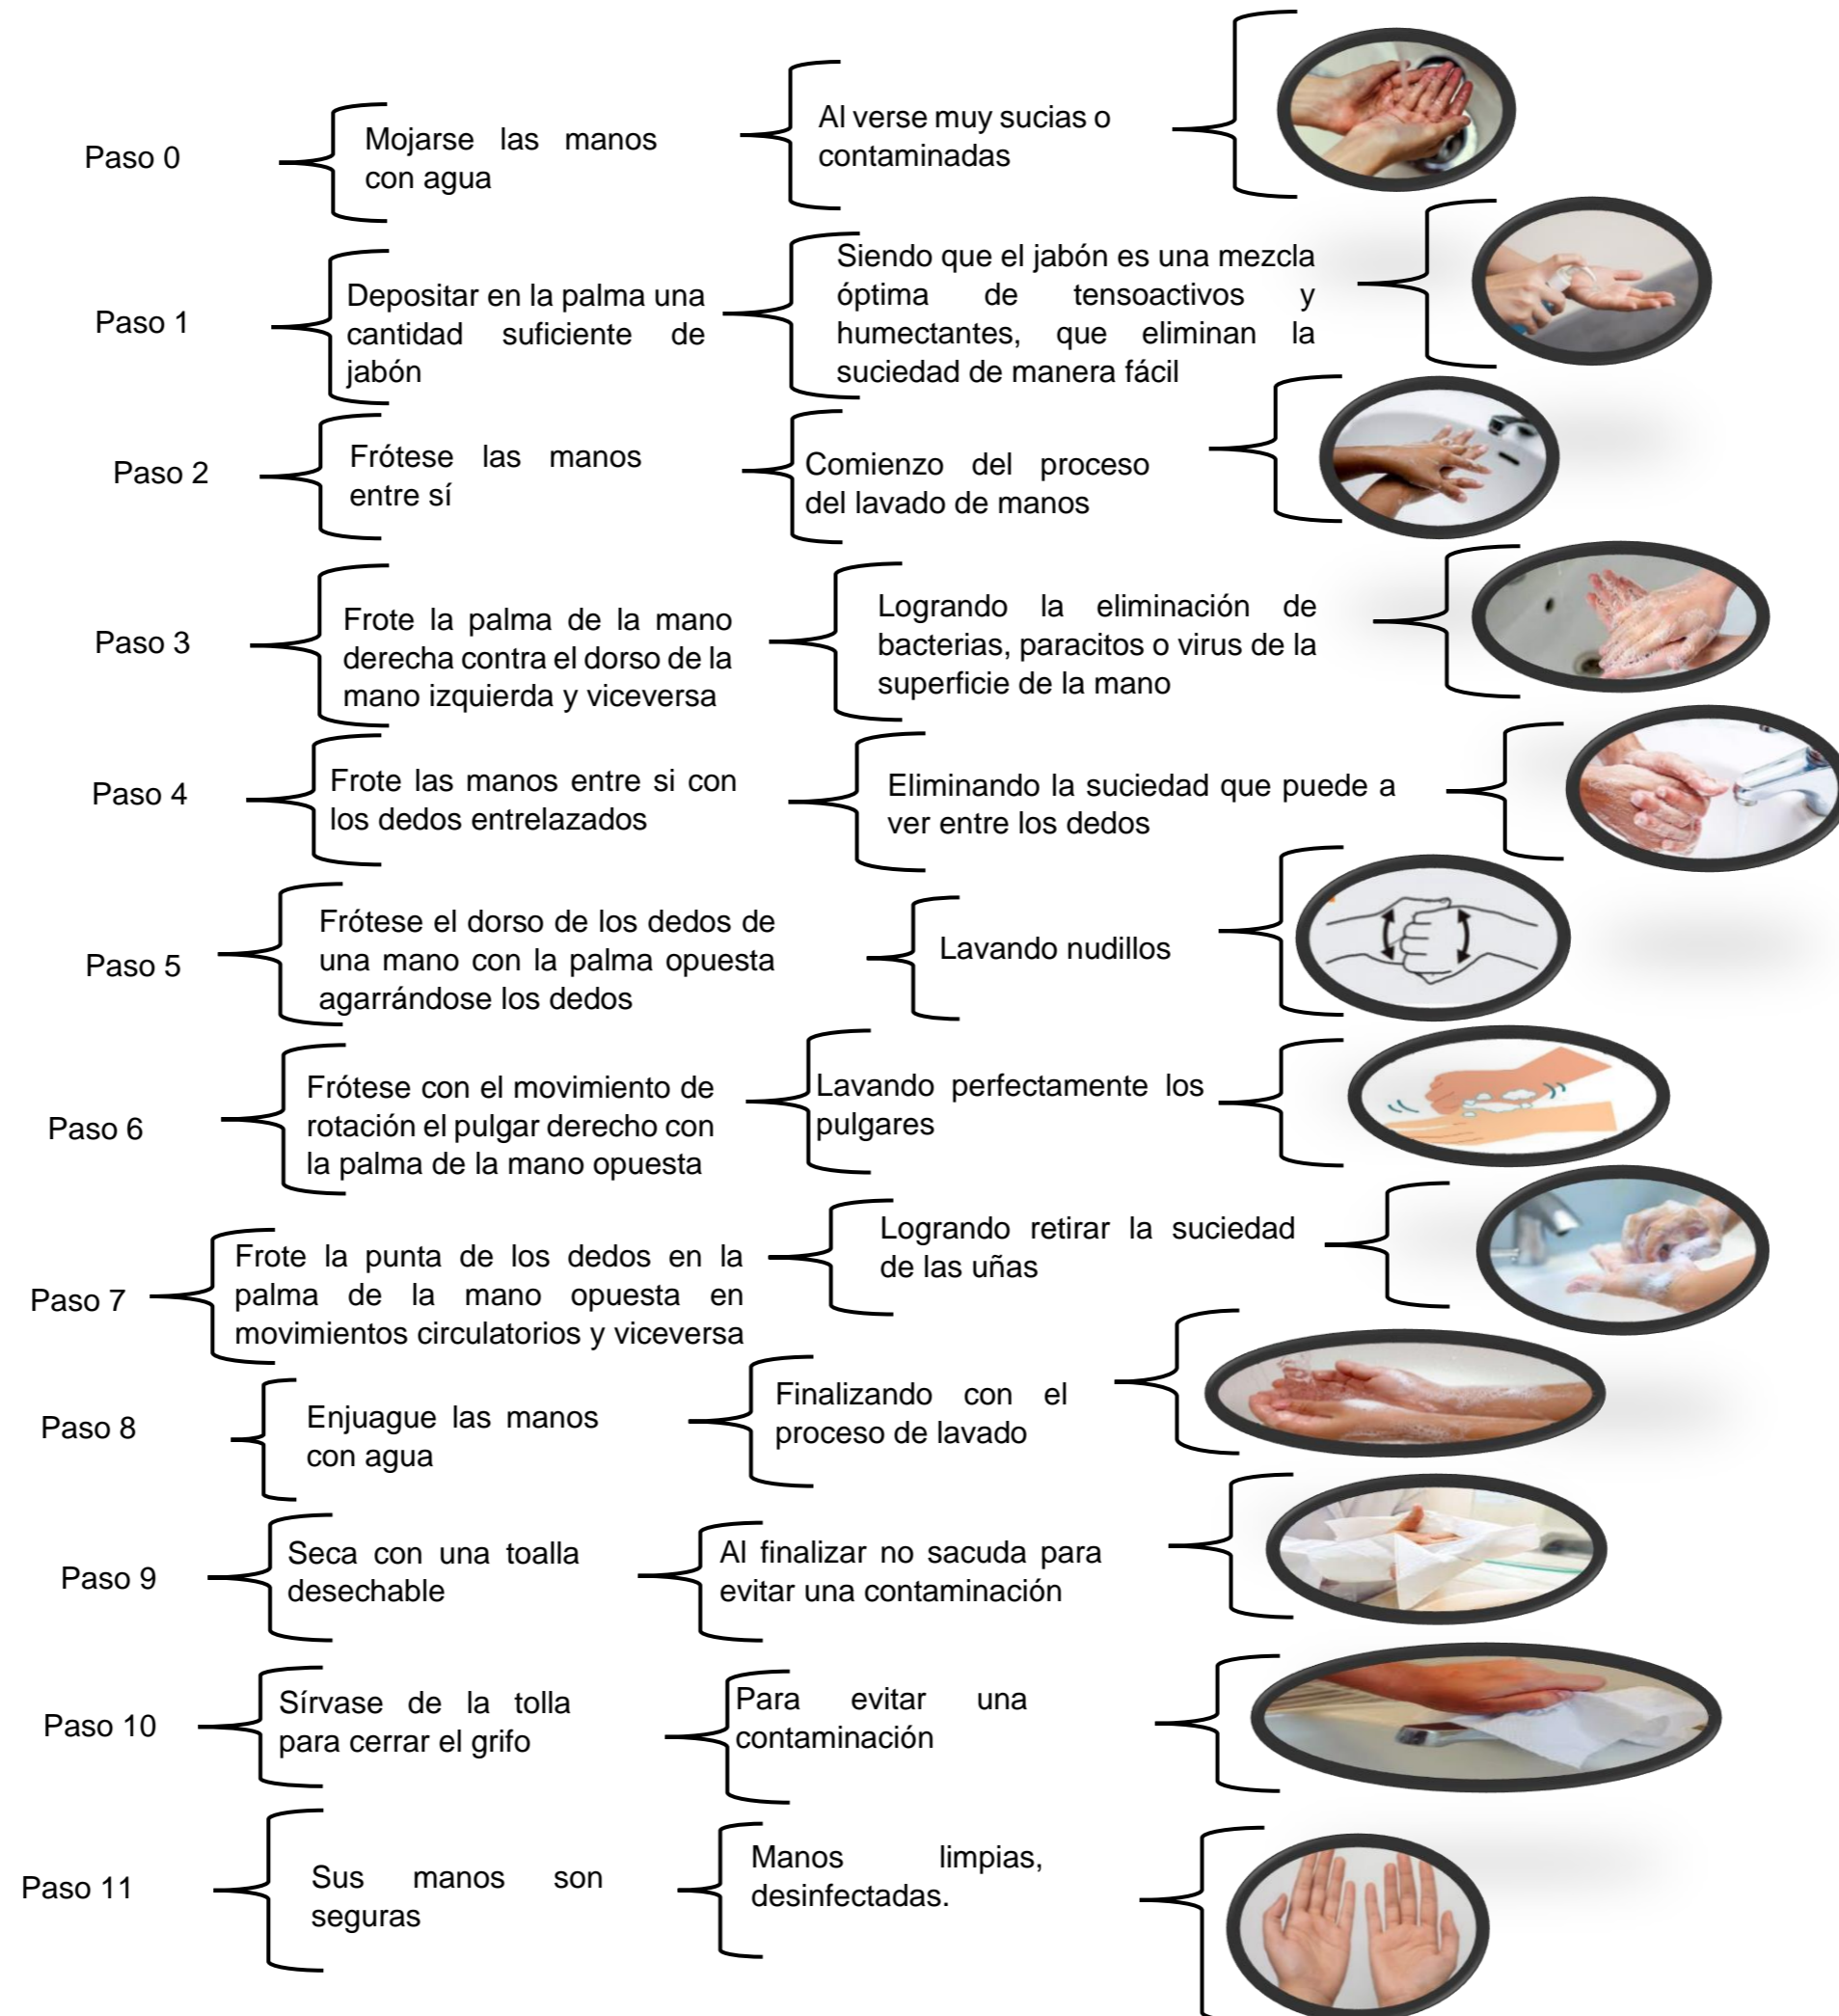 Paso 0
Mojarse las manos
con agua
Al verse muy sucias o
contaminadas
Paso 1
Depositar en la palma una
cantidad suficiente de
jabón
Siendo que el jabón es una mezcla
óptima de tensoactivos y
humectantes, que eliminan la
suciedad de manera fácil
Paso 2
Frótese las manos
entre sí
Comienzo del proceso
del lavado de manos
Paso 3
Frote la palma de la mano
derecha contra el dorso de la
mano izquierda y viceversa
Logrando la eliminación de
bacterias, paracitos o virus de la
superficie de la mano
Paso 4
Frote las manos entre si con
los dedos entrelazados
Eliminando la suciedad que puede a
ver entre los dedos
Paso 5
Frótese el dorso de los dedos de
una mano con la palma opuesta
agarrándose los dedos
Lavando nudillos
Paso 6
Frótese con el movimiento de
rotación el pulgar derecho con
la palma de la mano opuesta
Lavando perfectamente los
pulgares
Paso 7
Frote la punta de los dedos en la
palma de la mano opuesta en
movimientos circulatorios y viceversa
Logrando retirar la suciedad
de las uñas
Paso 8
Enjuague las manos
con agua
Finalizando con el
proceso de lavado
Paso 9
Seca con una toalla
desechable
Al finalizar no sacuda para
evitar una contaminación
Paso 10
Sírvase de la tolla
para cerrar el grifo
Para evitar una
contaminación
Paso 11
Sus manos son
seguras
Manos limpias,
desinfectadas.